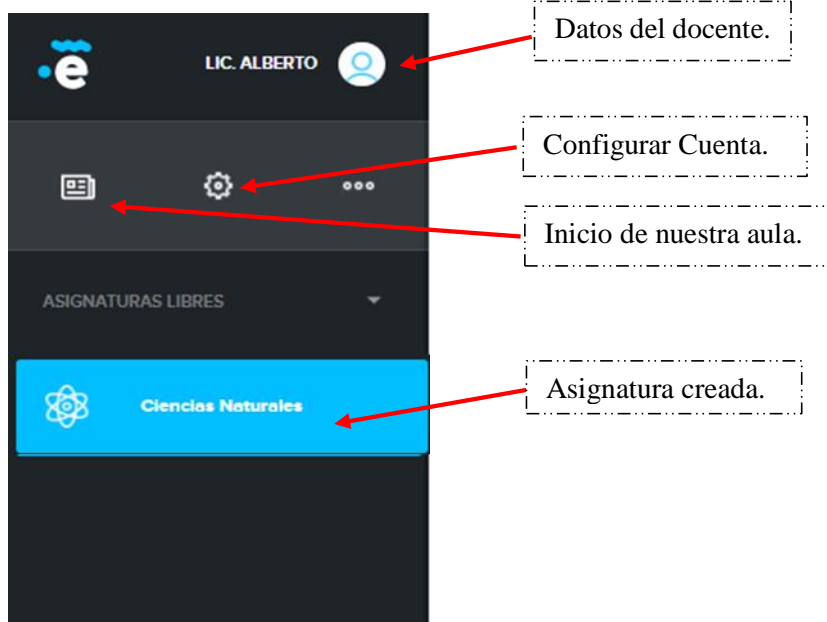 Datos del docente.
ë
LIC. ALBERTO
Configurar Cuenta.
Inicio de nuestra aula.
ASIGNATURAS LIBRES
Asignatura creada.
Ciencias Naturales